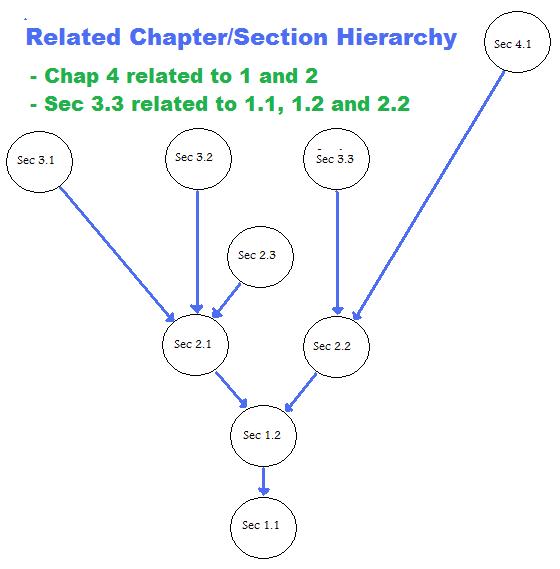 Related Chapter/Section Hierarchy
- Chap 4 related to 1 and 2
- Sec 3.3 related to 1.1, 1.2 and 2.2
Sec 4.1
Sec 3.1
Sec 3.2
Sec 3.3
Sec 2.3
Sec 2.1
Sec 2.2
Sec 1.2
Sec 1.1